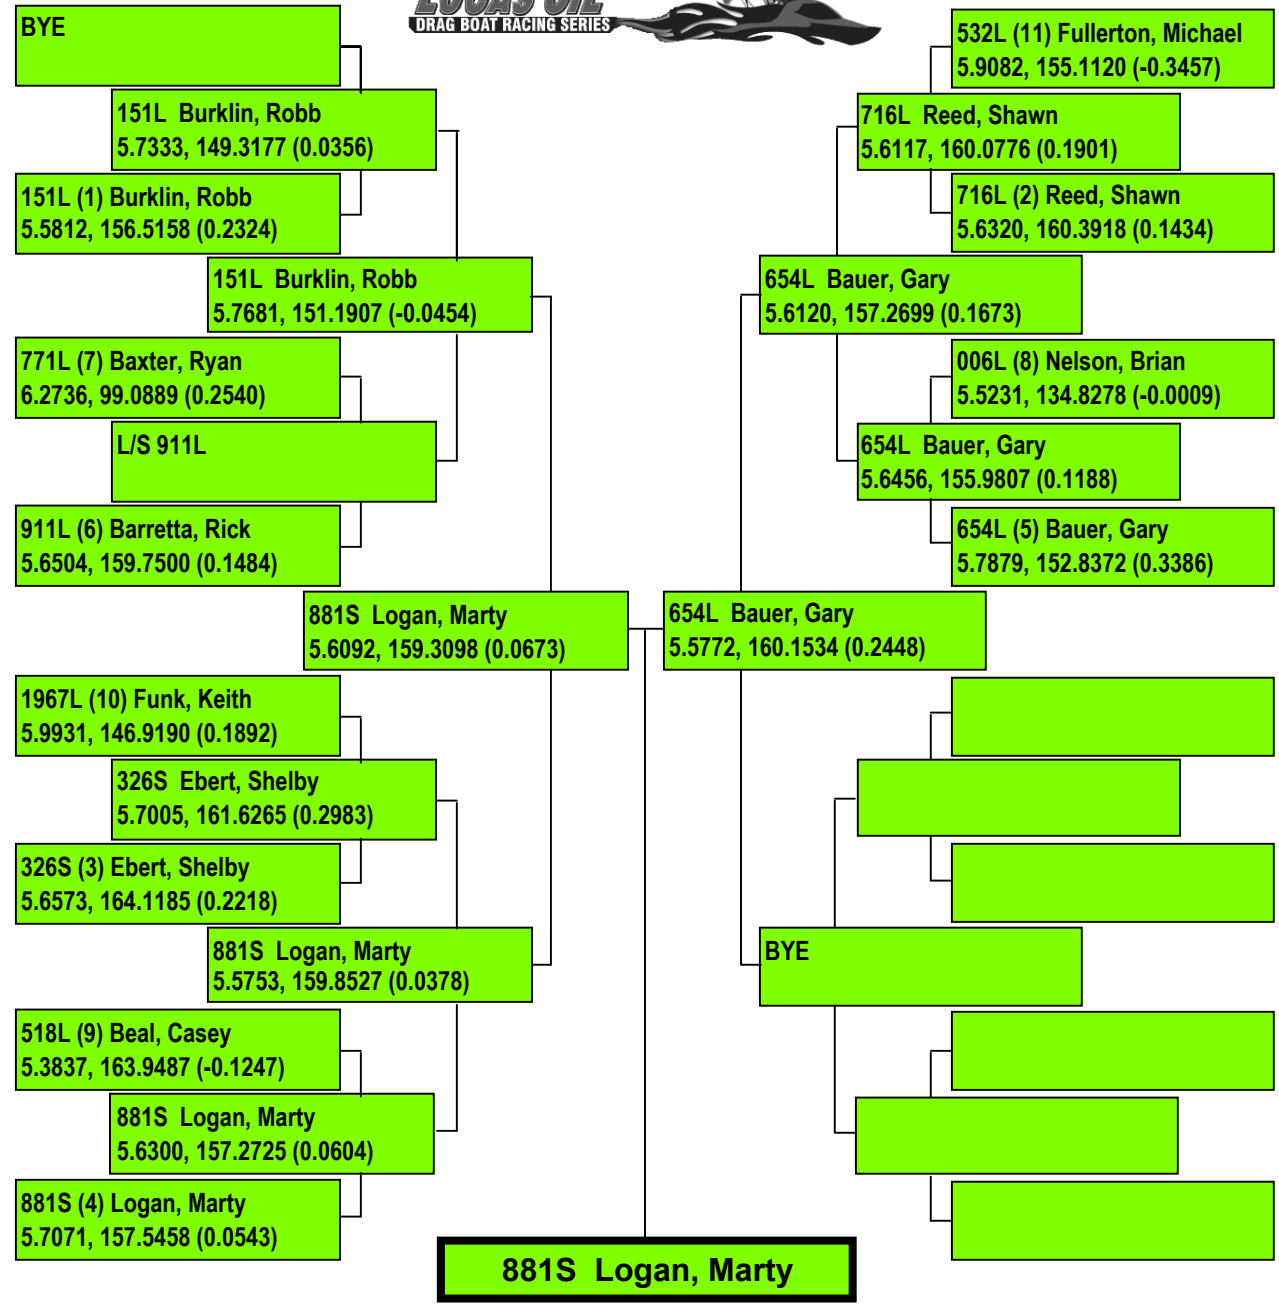 LUCAS OIL
DRAG BOAT RACING SERIES
BYE
151L Burklin, Robb
5.7333, 149.3177 (0.0356)
151L (1) Burklin, Robb
5.5812, 156.5158 (0.2324)
151L Burklin, Robb
5.7681, 151.1907 (-0.0454)
771L (7) Baxter, Ryan
6.2736, 99.0889 (0.2540)
L/S 911L
911L (6) Barretta, Rick
5.6504, 159.7500 (0.1484)
881S Logan, Marty
5.6092, 159.3098 (0.0673)
1967L (10) Funk, Keith
5.9931, 146.9190 (0.1892)
326S Ebert, Shelby
5.7005, 161.6265 (0.2983)
326S (3) Ebert, Shelby
5.6573, 164.1185 (0.2218)
881S Logan, Marty
5.5753, 159.8527 (0.0378)
518L (9) Beal, Casey
5.3837, 163.9487 (-0.1247)
881S Logan, Marty
5.6300, 157.2725 (0.0604)
881S (4) Logan, Marty
5.7071, 157.5458 (0.0543)
532L (11) Fullerton, Michael
5.9082, 155.1120 (-0.3457)
716L Reed, Shawn
5.6117, 160.0776 (0.1901)
716L (2) Reed, Shawn
5.6320, 160.3918 (0.1434)
654L Bauer, Gary
5.6120, 157.2699 (0.1673)
006L (8) Nelson, Brian
5.5231, 134.8278 (-0.0009)
654L Bauer, Gary
5.6456, 155.9807 (0.1188)
654L (5) Bauer, Gary
5.7879, 152.8372 (0.3386)
654L Bauer, Gary
5.5772, 160.1534 (0.2448)
BYE
881S Logan, Marty